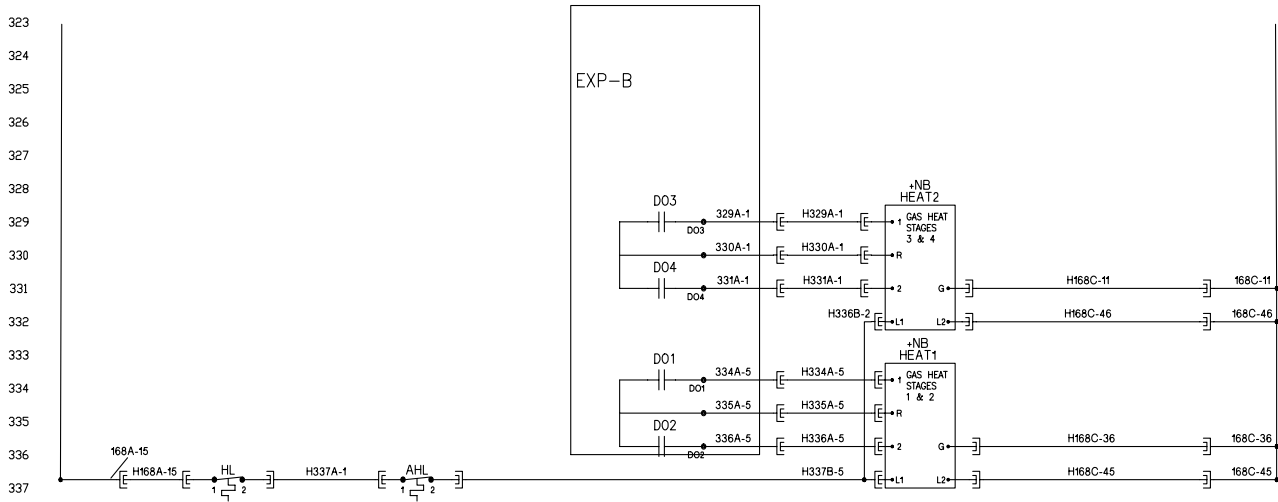 323
324
325
326
327
328
329
330
331
332
333
334
335
336
337
EXP-B
DO3
DO3
329A-1
H329A-1
330A-1
H330A-1
DO4
DO4
331A-1
H331A-1
+NB
HEAT2
1
GAS HEAT
STAGES
3 & 4
R
2
G
H168C-11
168C-11
H336B-2
L1
L2
H168C-46
168C-46
DO1
DO1
334A-5
H334A-5
335A-5
H335A-5
DO2
DO2
336A-5
H336A-5
+NB
HEAT1
1
GAS HEAT
STAGES
1 & 2
R
2
G
H168C-36
168C-36
168A-15
H168A-15
HL
1 2
H337A-1
AHL
1 2
H337B-5
L1
L2
H168C-45
168C-45